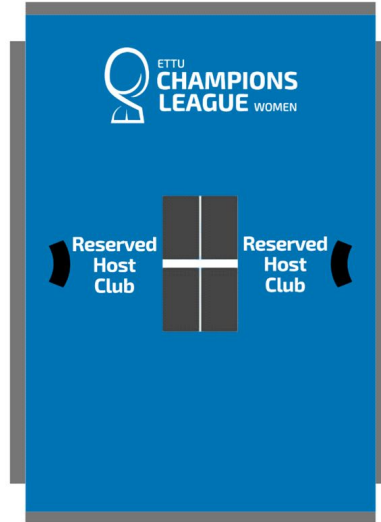 ETTU
CHAMPIONS
LEAGUE WOMEN
Reserved
Host
Club
Reserved
Host
Club